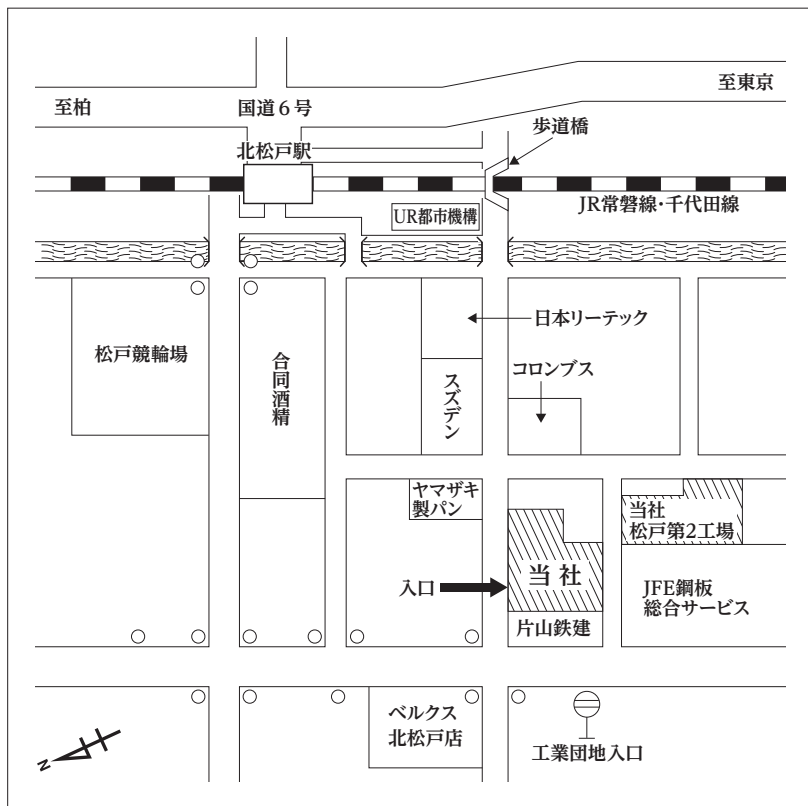 至東京
至柏
国道6号
歩道橋
北松戸駅
JR常磐線・千代田線
UR都市機構
日本リーテック
松戸競輪場
合同酒精
コロンブス
スズデン
ヤマザキ
製パン
当社
松戸第2工場
入口
当社
JFE鋼板
総合サービス
片山鉄建
ベルクス
北松戸店
工業団地入口
N